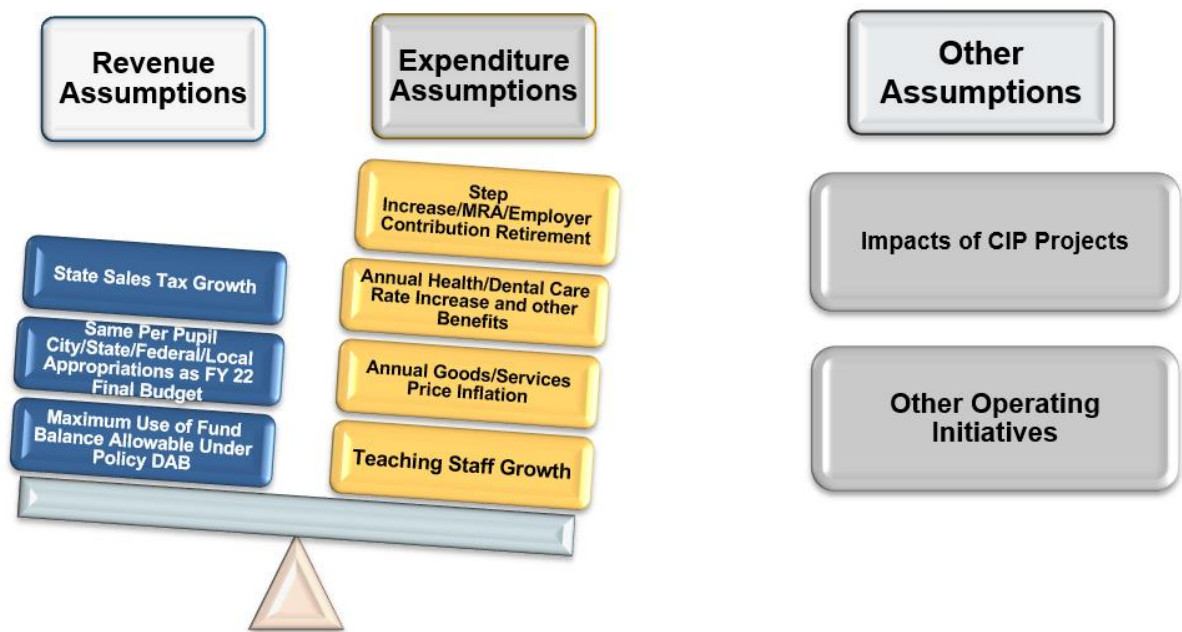 Revenue
Assumptions
State Sales Tax Growth
Same Per Pupil
City/State/Federal/Local
Appropriations as FY 22
Final Budget
Maximum Use of Fund
Balance Allowable Under
Policy DAB
Expenditure
Assumptions
Step
Increase/MRA/Employer
Contribution Retirement
Annual Health/Dental Care
Rate Increase and other
Benefits
Annual Goods/Services
Price Inflation
Teaching Staff Growth
Other
Assumptions
Impacts of CIP Projects
Other Operating
Initiatives